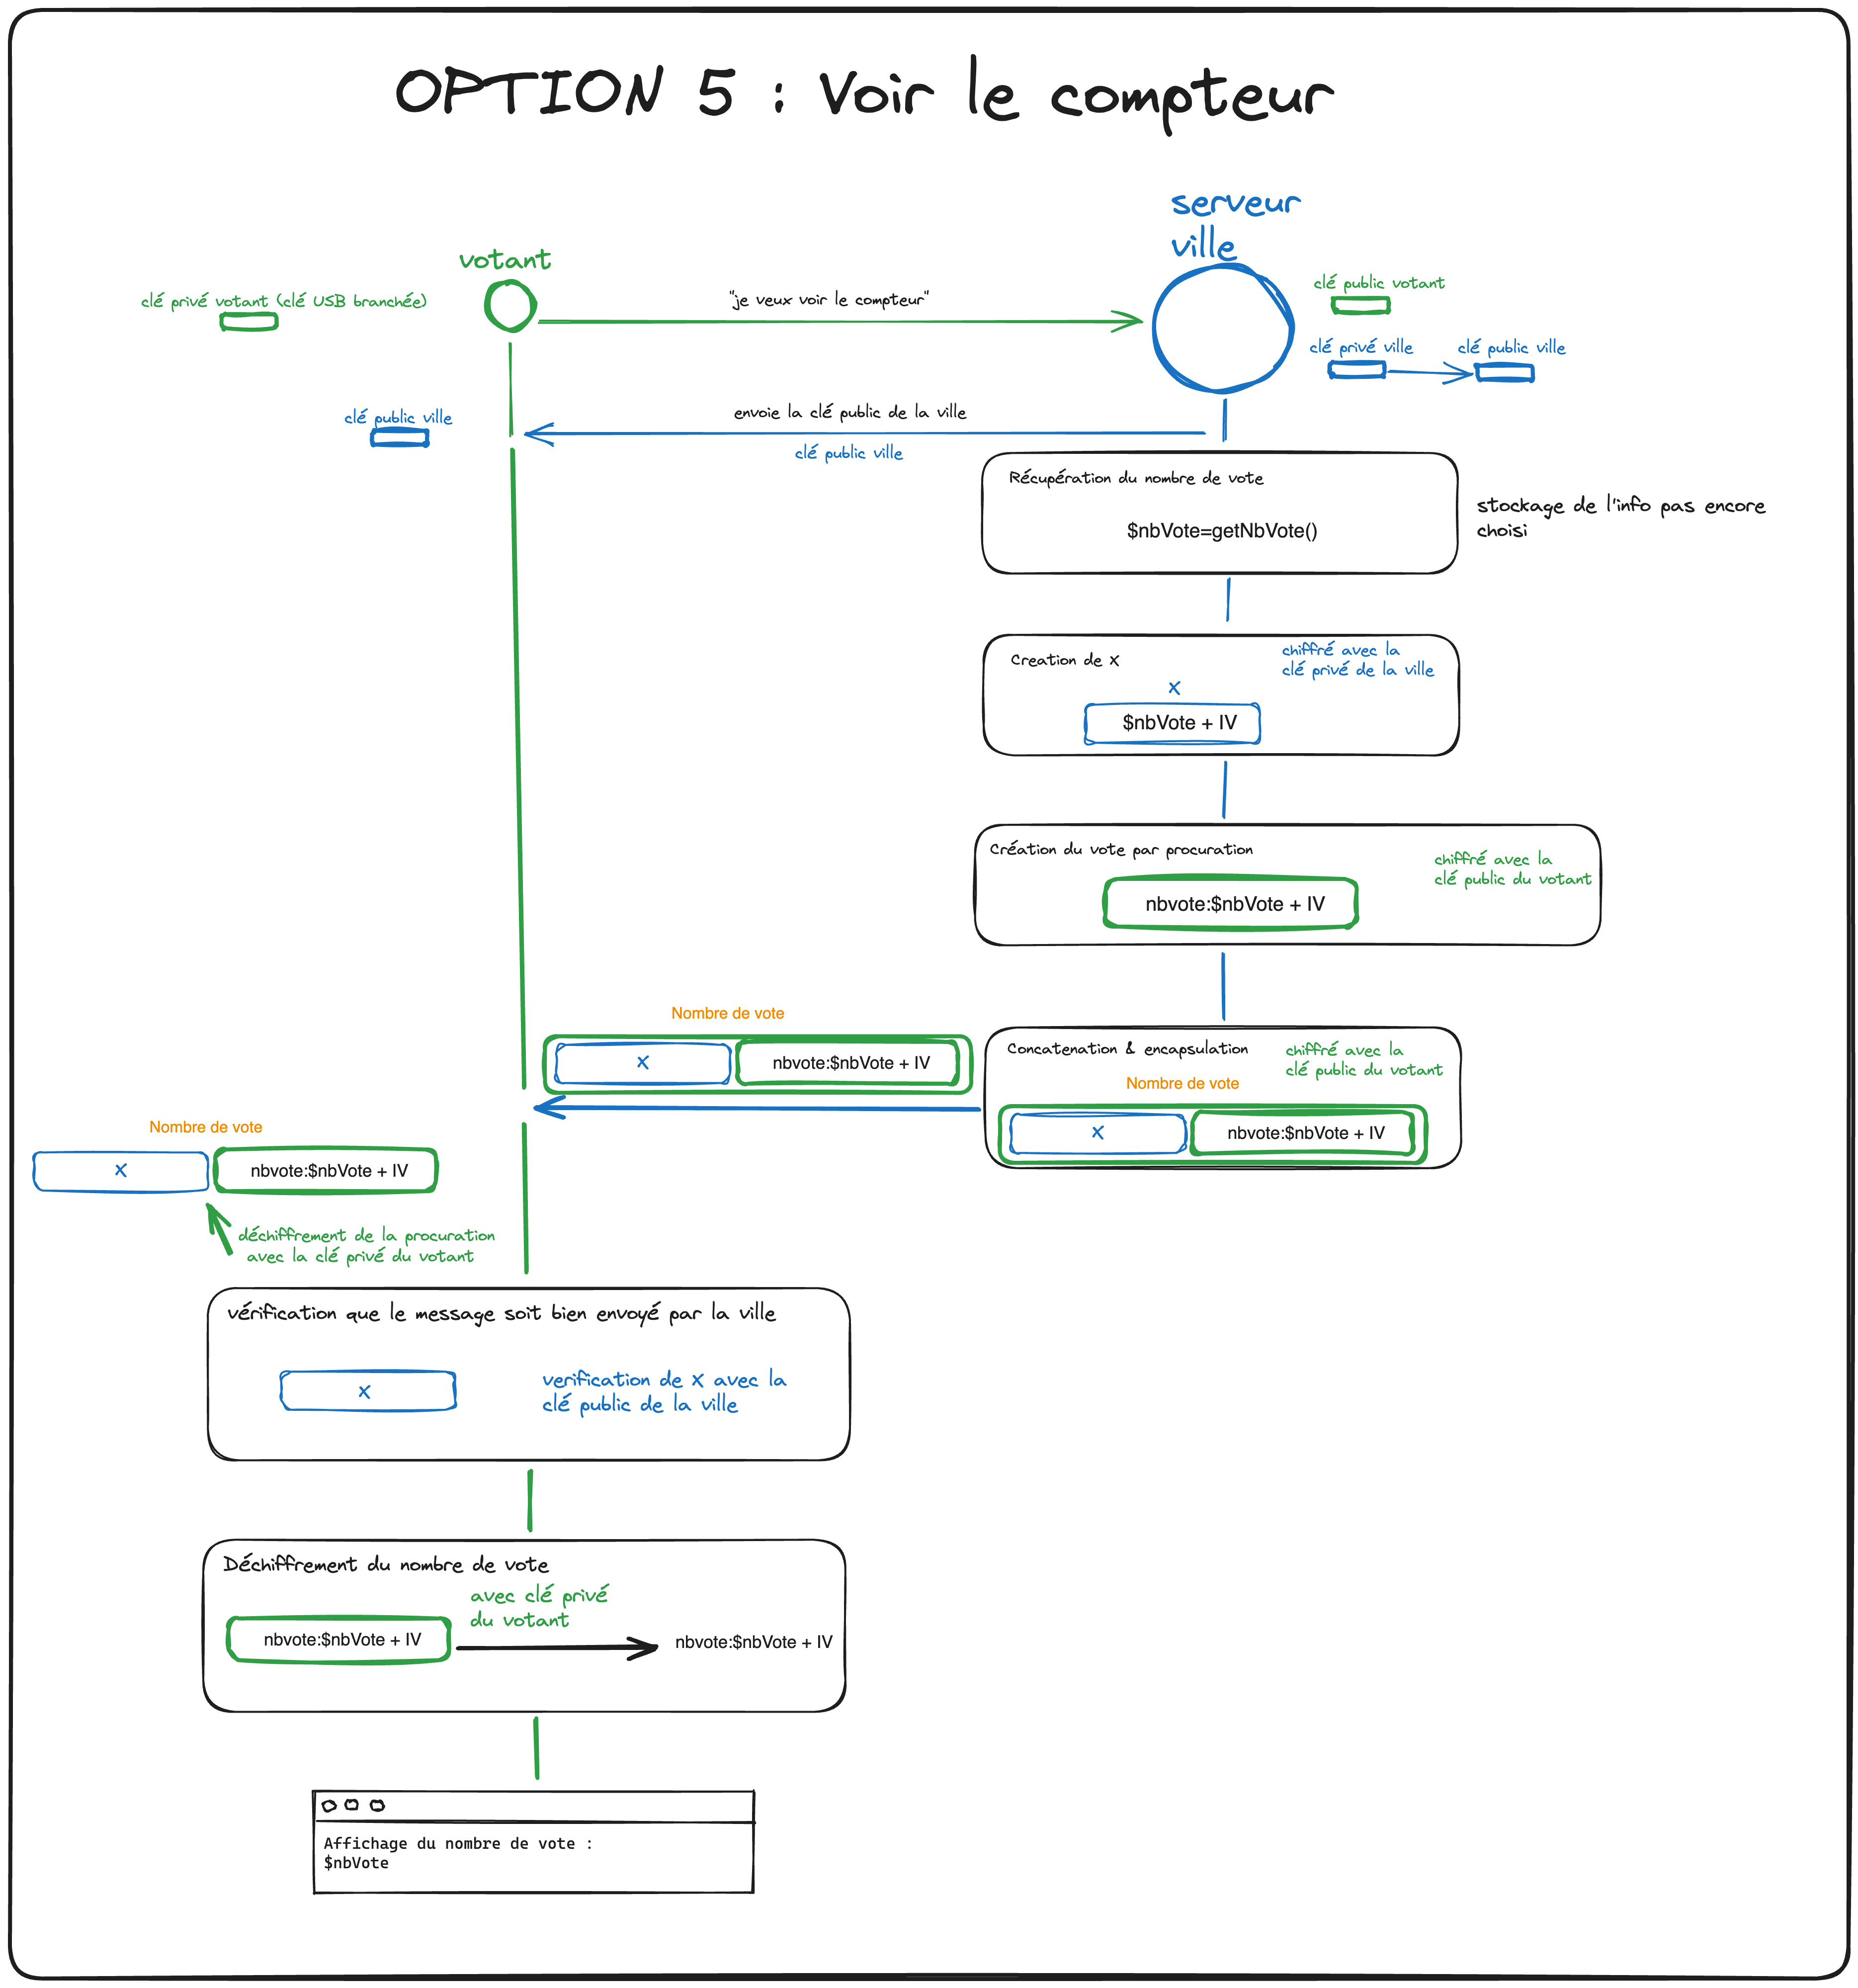 OPTION 5 : Voir le compteur
serveur
ville
votant
clé privé votant (clé USB branchée)
"je veux voir le compteur"
clé public votant
clé privé ville
clé public ville
clé public ville
envoie la clé public de la ville
clé public ville
Récupération du nombre de vote
$nbVote=getNbVote()
stockage de l'info pas encore
choisi
Creation de X
chiffré avec la
clé privé de la ville
X
$nbVote + IV
Création du vote par procuration
chiffré avec la
clé public du votant
nbvote:$nbVote + IV
Nombre de vote
X
nbvote:$nbVote + IV
Concatenation & encapsulation
chiffré avec la
clé public du votant
Nombre de vote
X
nbvote:$nbVote + IV
Nombre de vote
X
nbvote:$nbVote + IV
déchiffrement de la procuration
avec la clé privé du votant
vérification que le message soit bien envoyé par la ville
X
verification de X avec la
clé public de la ville
Déchiffrement du nombre de vote
avec clé privé
du votant
nbvote:$nbVote + IV
nbvote:$nbVote + IV
Affichage du nombre de vote :
$nbVote